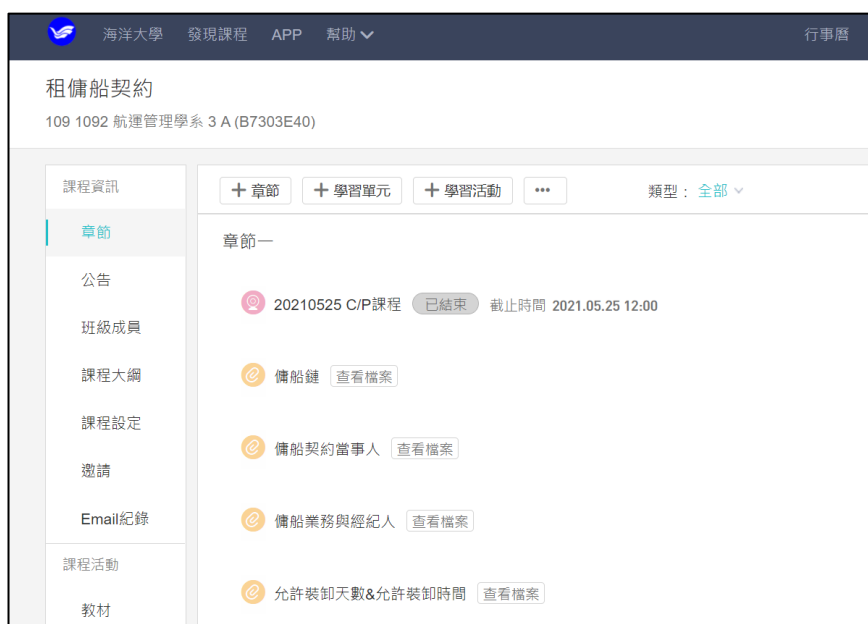 海洋大學 發現課程 APP 幫助 行事曆
租傭船契約
109 1092 航運管理學系 3 A (B7303E40)
課程資訊
章節
公告
班級成員
課程大綱
課程設定
邀請
Email紀錄
課程活動
教材
章節 學習單元 學習活動 ••• 類型： 全部
章節一
20210525 C/P課程 已結束 截止時間 2021.05.25 12:00
傭船鏈 查看檔案
傭船契約當事人 查看檔案
傭船業務與經紀人 查看檔案
允許裝卸天數&允許裝卸時間 查看檔案